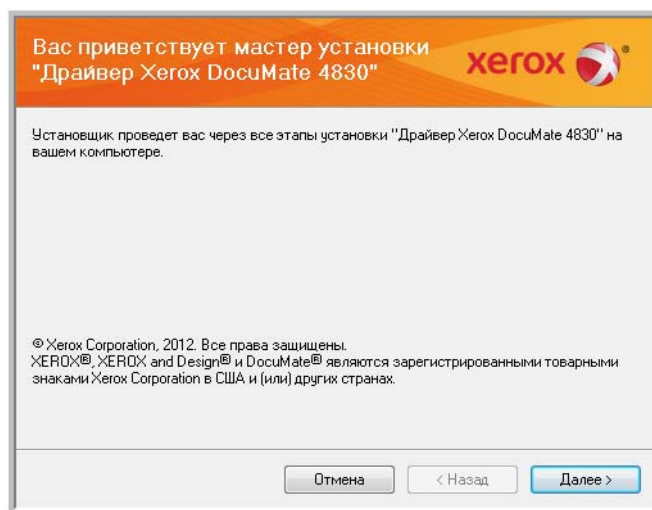 Вас приветствует мастер установки
"Драйвер Xerox DocuMate 4830"
xerox
Установщик проведет вас через все этапы установки "Драйвер Xerox DocuMate 4830" на
вашем компьютере.
© Xerox Corporation, 2012. Все права защищены.
XEROX®, XEROX and Design® и DocuMate® являются зарегистрированными товарными
знаками Xerox Corporation в США и (или) других странах.
Отмена < Назад Далее >